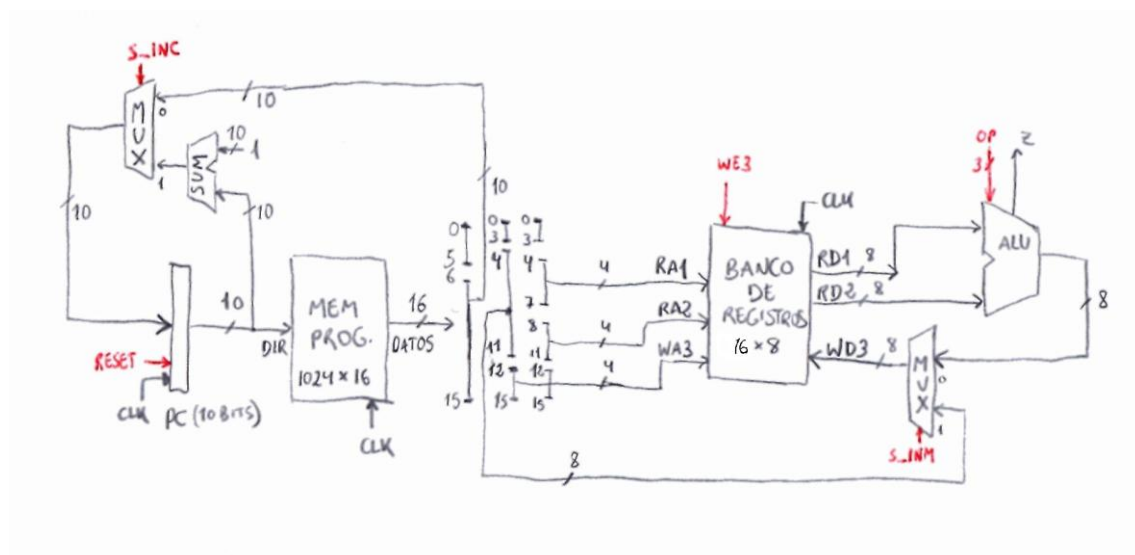 S_INC
10
0
MUX
10
1
SUM
1
10
10
10
RESET
CLK
PC (10 BITS)
10
DIR
MEM
PROG.
1024 x 16
CLK
16
DATOS
0
5
6
15
0
3
4
11
12
15
0
3
4
7
8
11
12
15
4
RA1
4
RA2
4
WA3
WE3
CLK
BANCO
DE
REGISTROS
16 x 8
RD1
8
RD2
8
WD3
8
OP
3
Z
ALU
8
MUX
0
1
S_INM
8